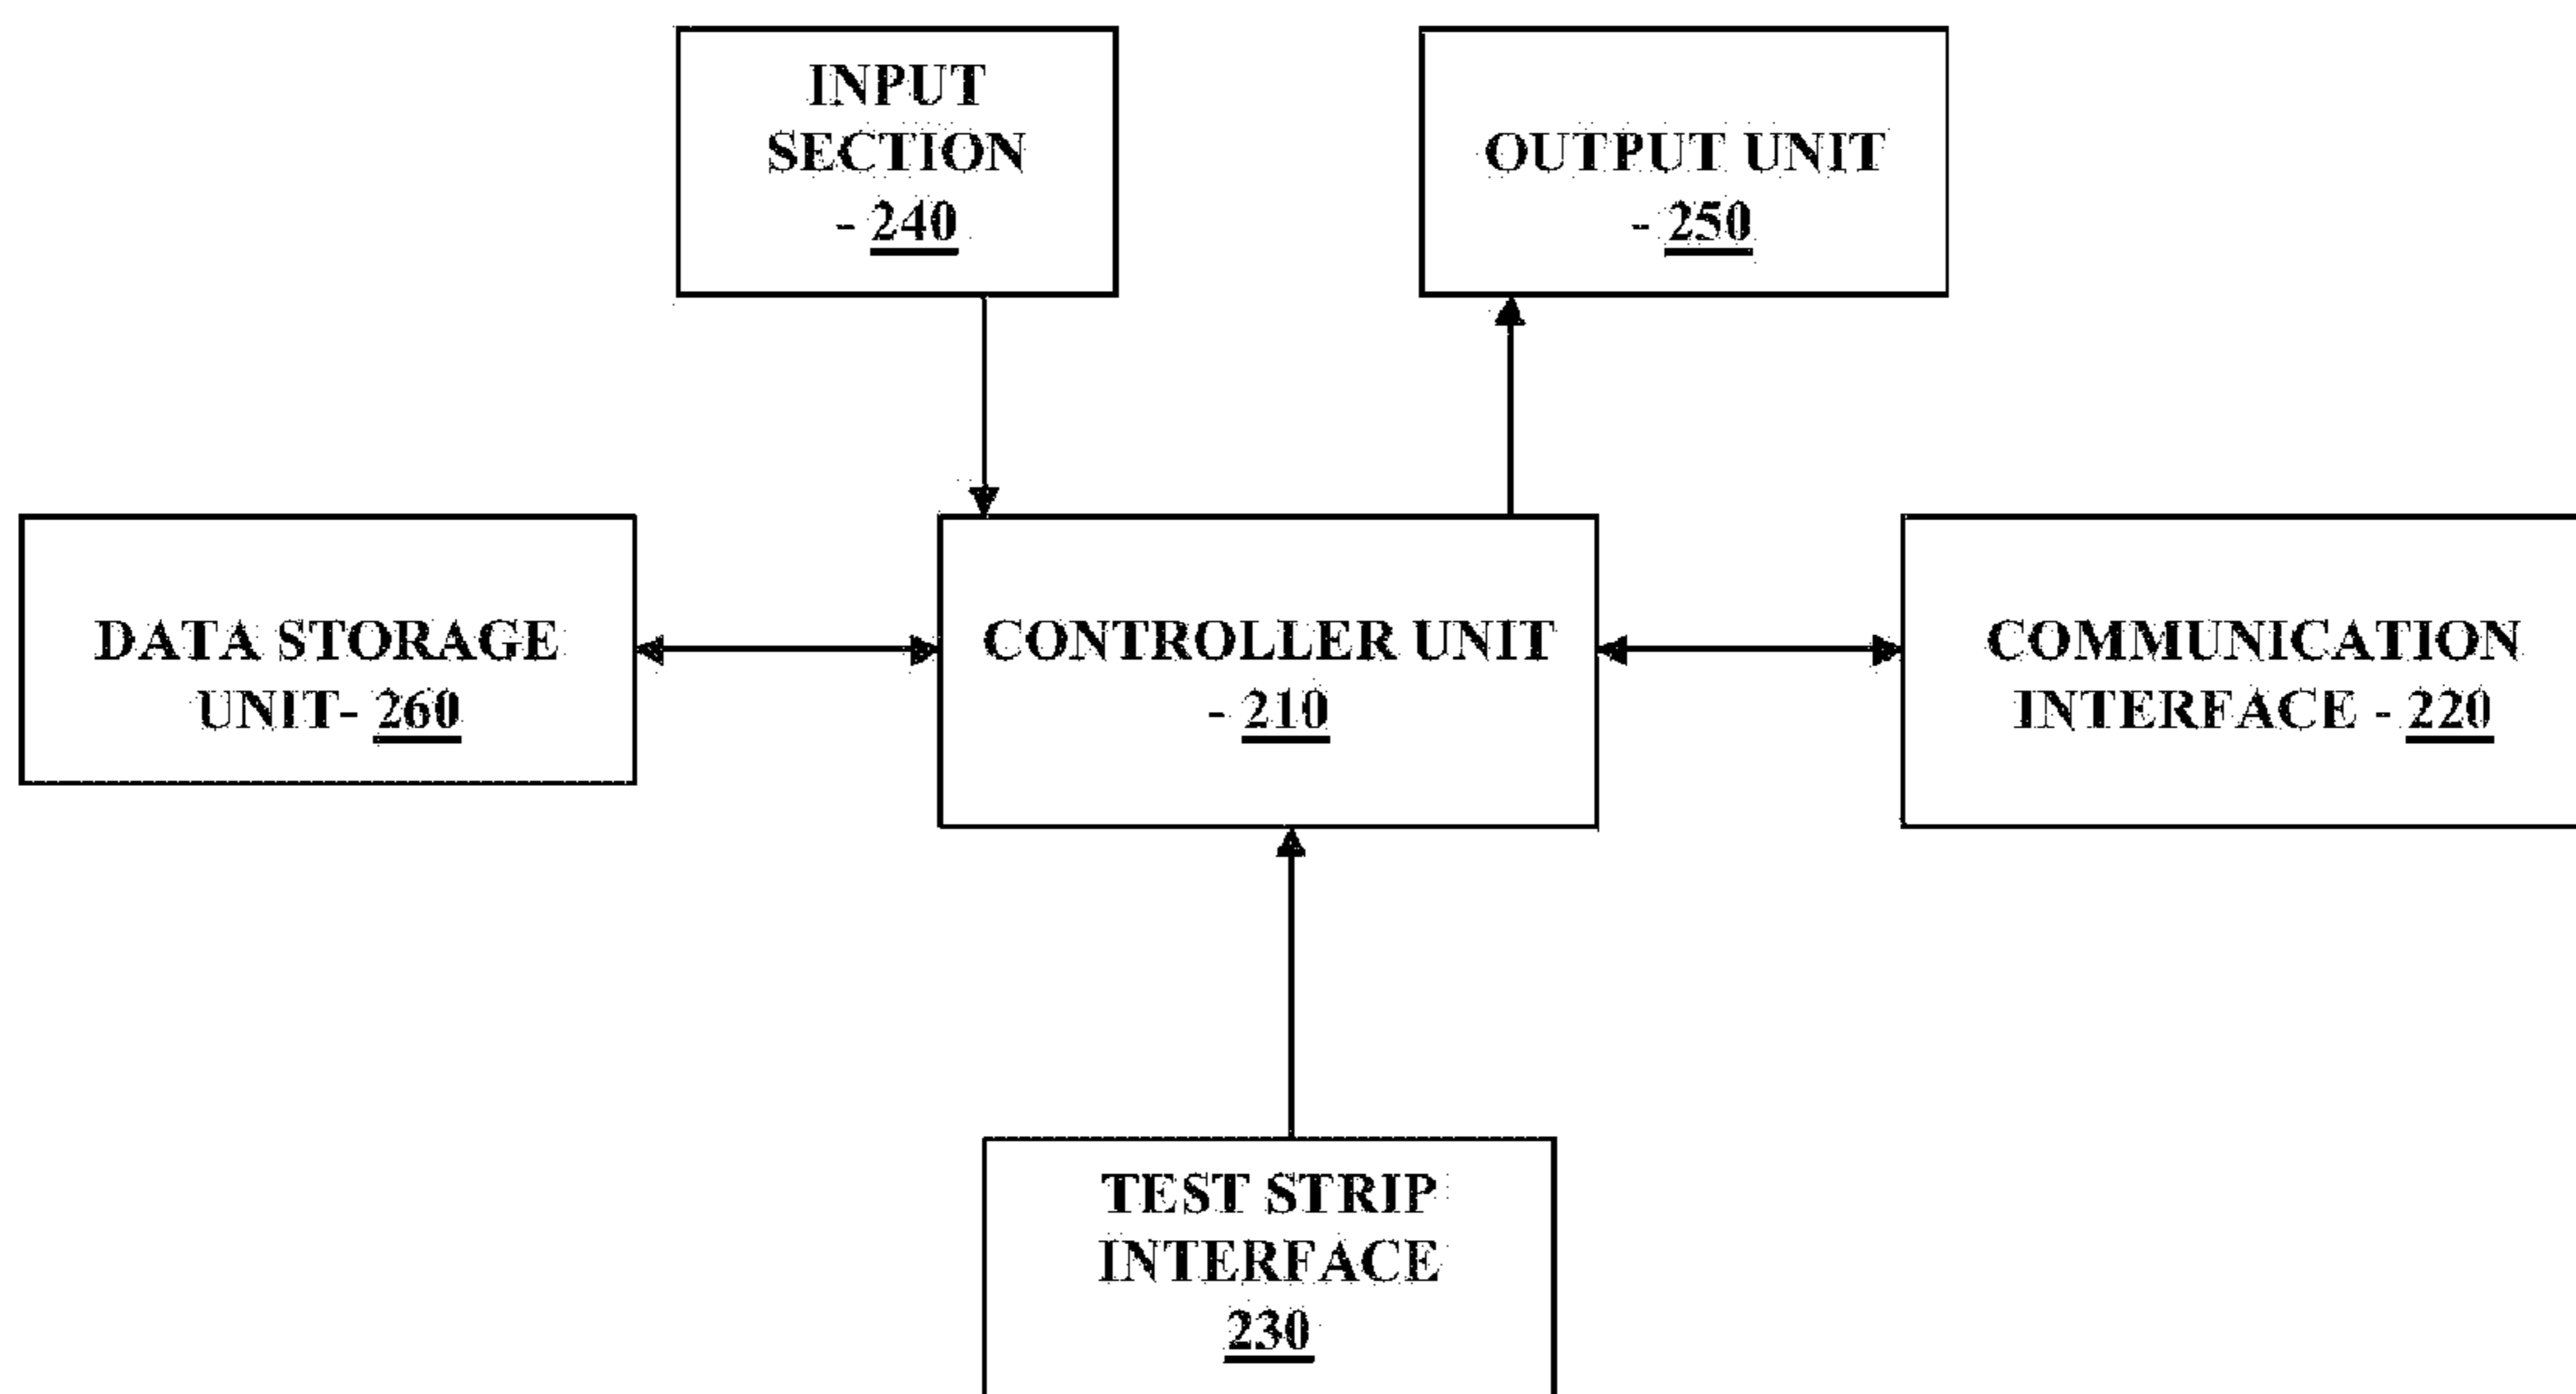 INPUT
SECTION
- 240
OUTPUT UNIT
- 250
DATA STORAGE
UNIT- 260
CONTROLLER UNIT
- 210
COMMUNICATION
INTERFACE - 220
TEST STRIP
INTERFACE
230